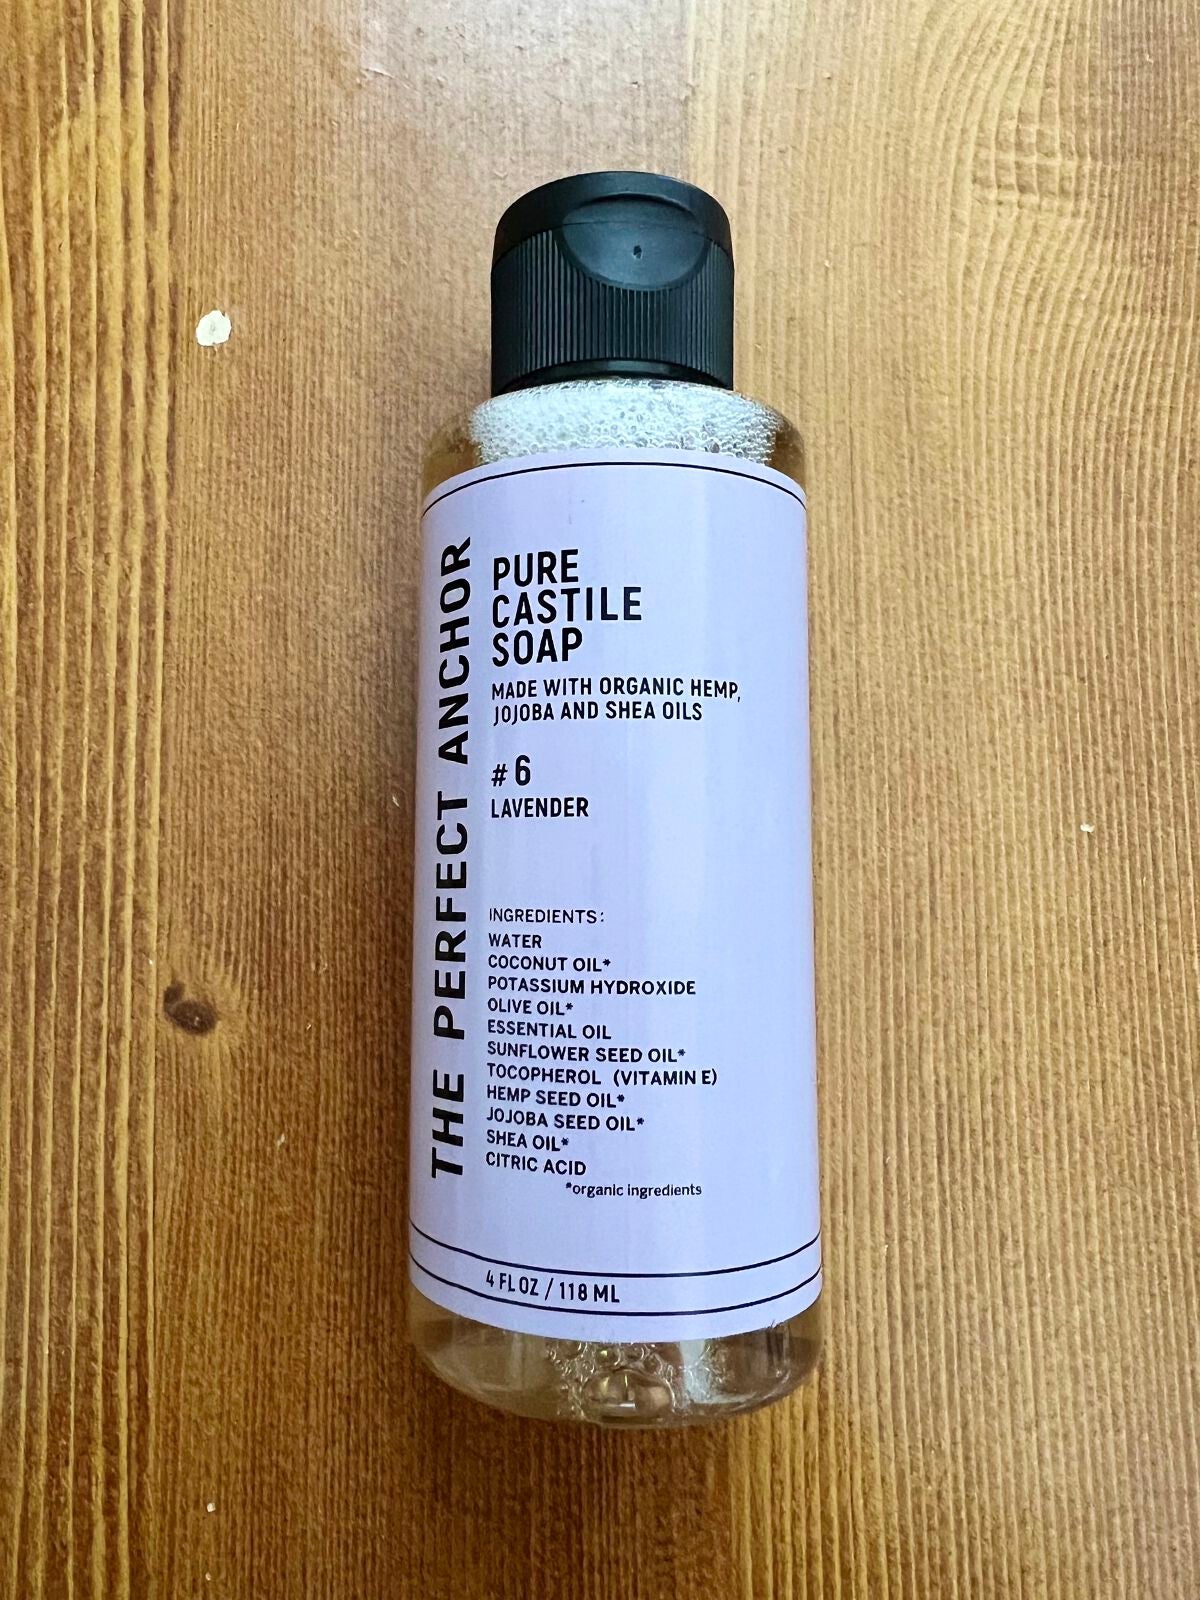 THE PERFECT ANCHOR
PURE
CASTILE
SOAP
MADE WITH ORGANIC HEMP,
JOJOBA AND SHEA OILS
# 6
LAVENDER
INGREDIENTS:
WATER
COCONUT OIL*
POTASSIUM HYDROXIDE
OLIVE OIL*
ESSENTIAL OIL
SUNFLOWER SEED OIL*
TOCOPHEROL (VITAMIN E)
HEMP SEED OIL*
JOJOBA SEED OIL*
SHEA OIL*
CITRIC ACID
*organic ingredients
4 FL OZ / 118 ML